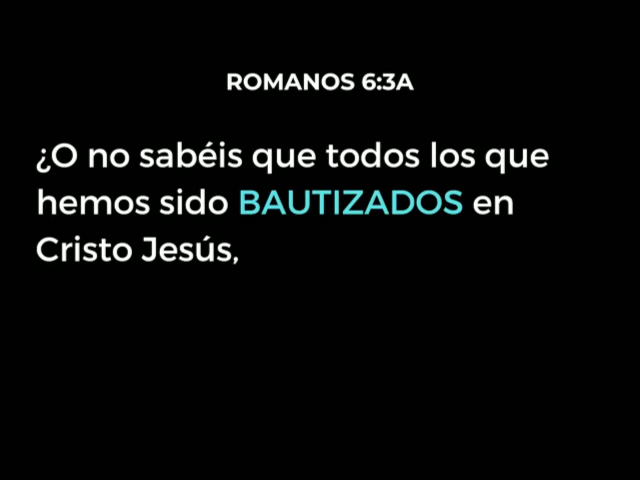 ROMANOS 6:3A
¿O no sabéis que todos los que
hemos sido BAUTIZADOS en
Cristo Jesús,